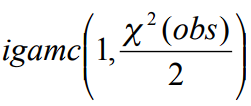 igamc(1, χ²(obs)/2)